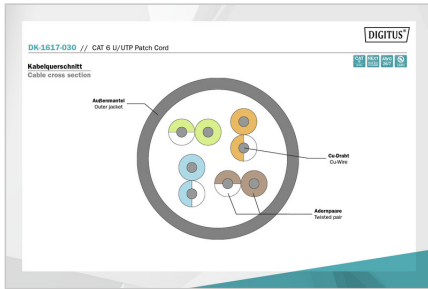 DIGITUS®
DK-1617-030 // CAT 6 U/UTP Patch Cord
Kabelquerschnitt
Cable cross section
Außenmantel
Outer jacket
Cu-Draht
Cu-Wire
Adernpaare
Twisted pair